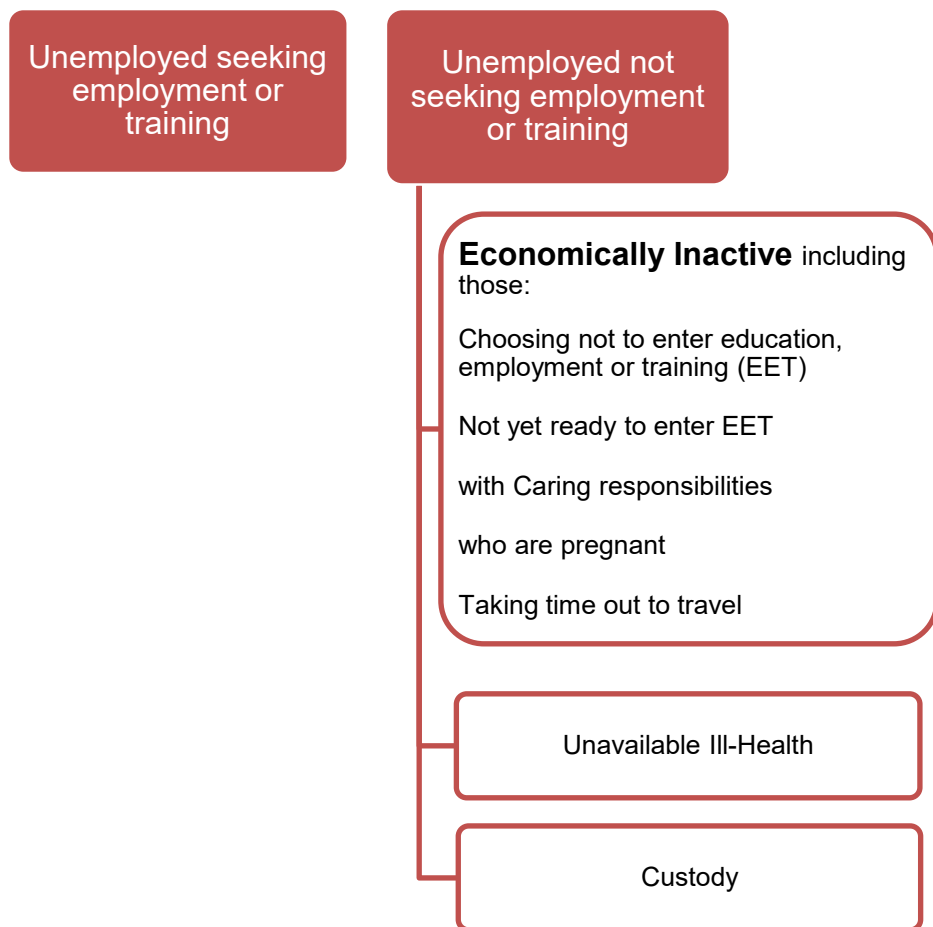 Unemployed seeking
employment or
training
Unemployed not
seeking employment
or training
Economically Inactive including
those:
Choosing not to enter education,
employment or training (EET)
Not yet ready to enter EET
with Caring responsibilities
who are pregnant
Taking time out to travel
Unavailable Ill-Health
Custody